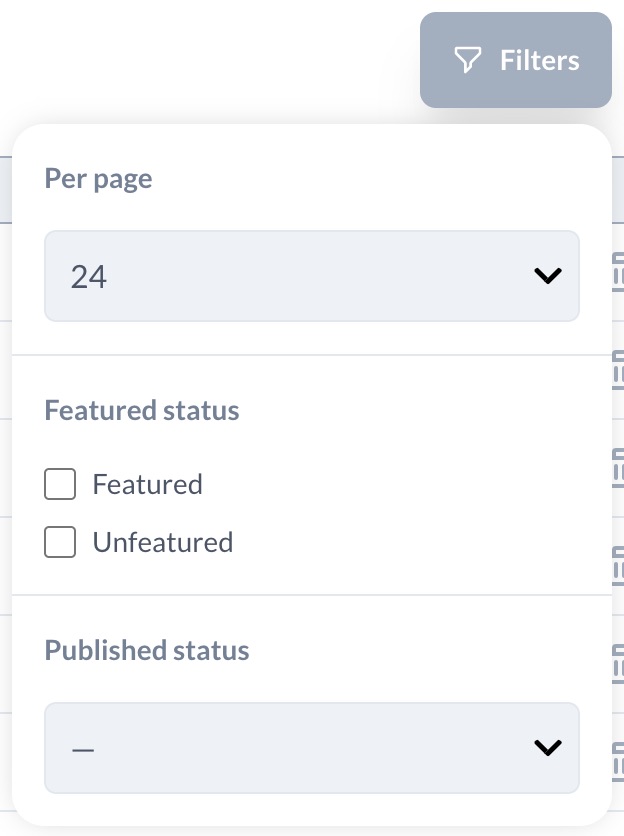 Filters
Per page
24
Featured status
Featured
Unfeatured
Published status
—